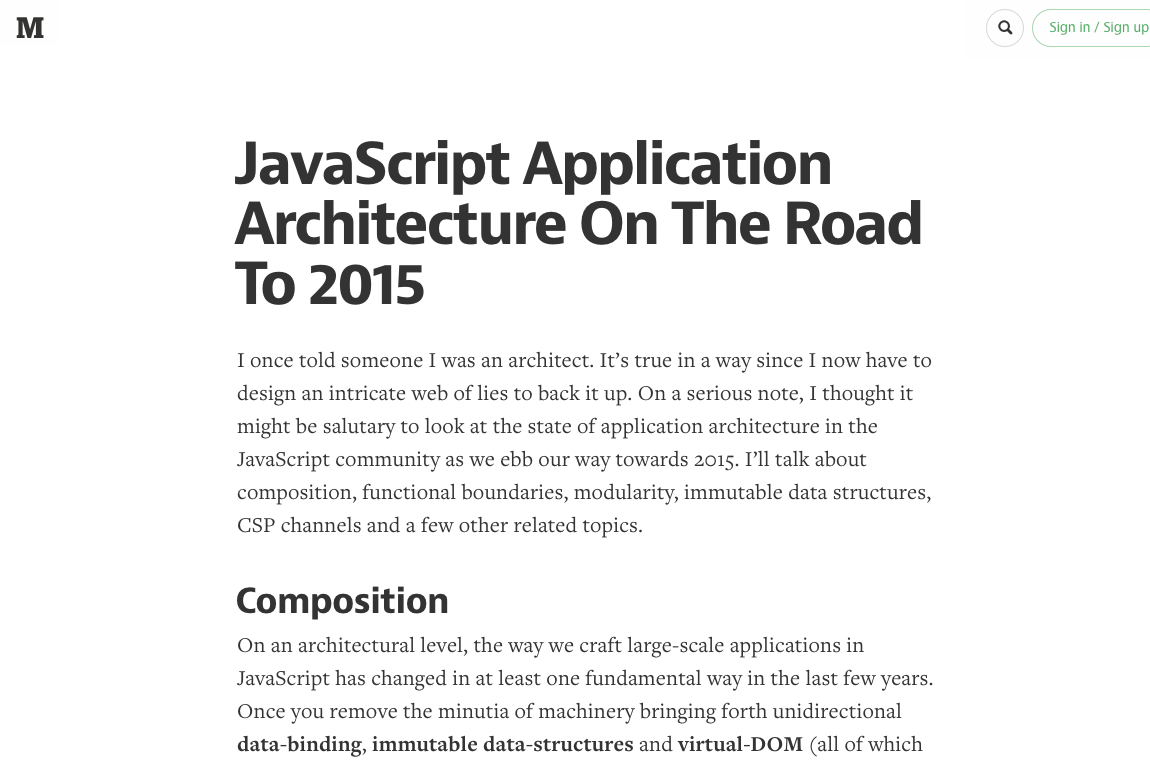 M
Sign in / Sign up
JavaScript Application
Architecture On The Road
To 2015
I once told someone I was an architect. It’s true in a way since I now have to
design an intricate web of lies to back it up. On a serious note, I thought it
might be salutary to look at the state of application architecture in the
JavaScript community as we ebb our way towards 2015. I’ll talk about
composition, functional boundaries, modularity, immutable data structures,
CSP channels and a few other related topics.
Composition
On an architectural level, the way we craft large-scale applications in
JavaScript has changed in at least one fundamental way in the last few years.
Once you remove the minutia of machinery bringing forth unidirectional
data-binding, immutable data-structures and virtual-DOM (all of which